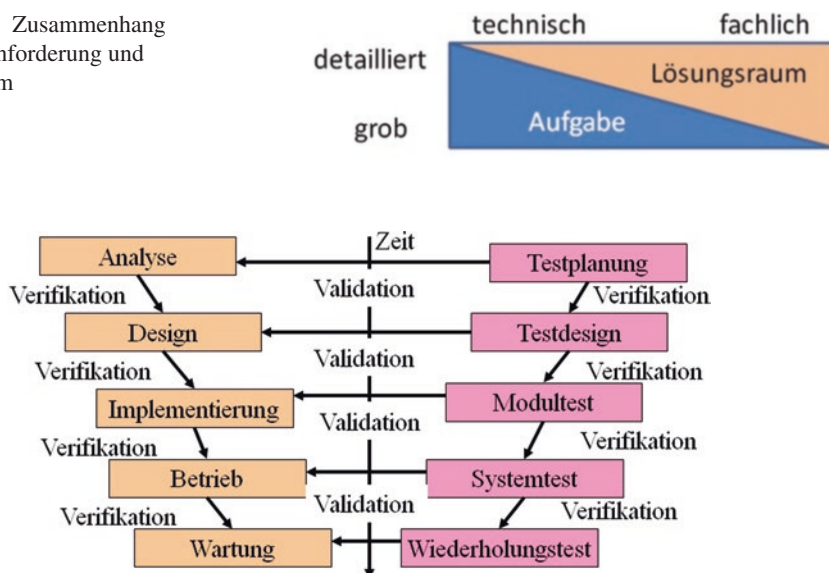 Zusammenhang
nforderung und
m
technisch fachlich
detailliert
Lösungsraum
grob
Aufgabe
Zeit
Analyse Testplanung
Verifikation Validation Verifikation
Design Testdesign
Verifikation Validation Verifikation
Implementierung Modultest
Verifikation Validation Verifikation
Betrieb Systemtest
Verifikation Validation Verifikation
Wartung Wiederholungstest